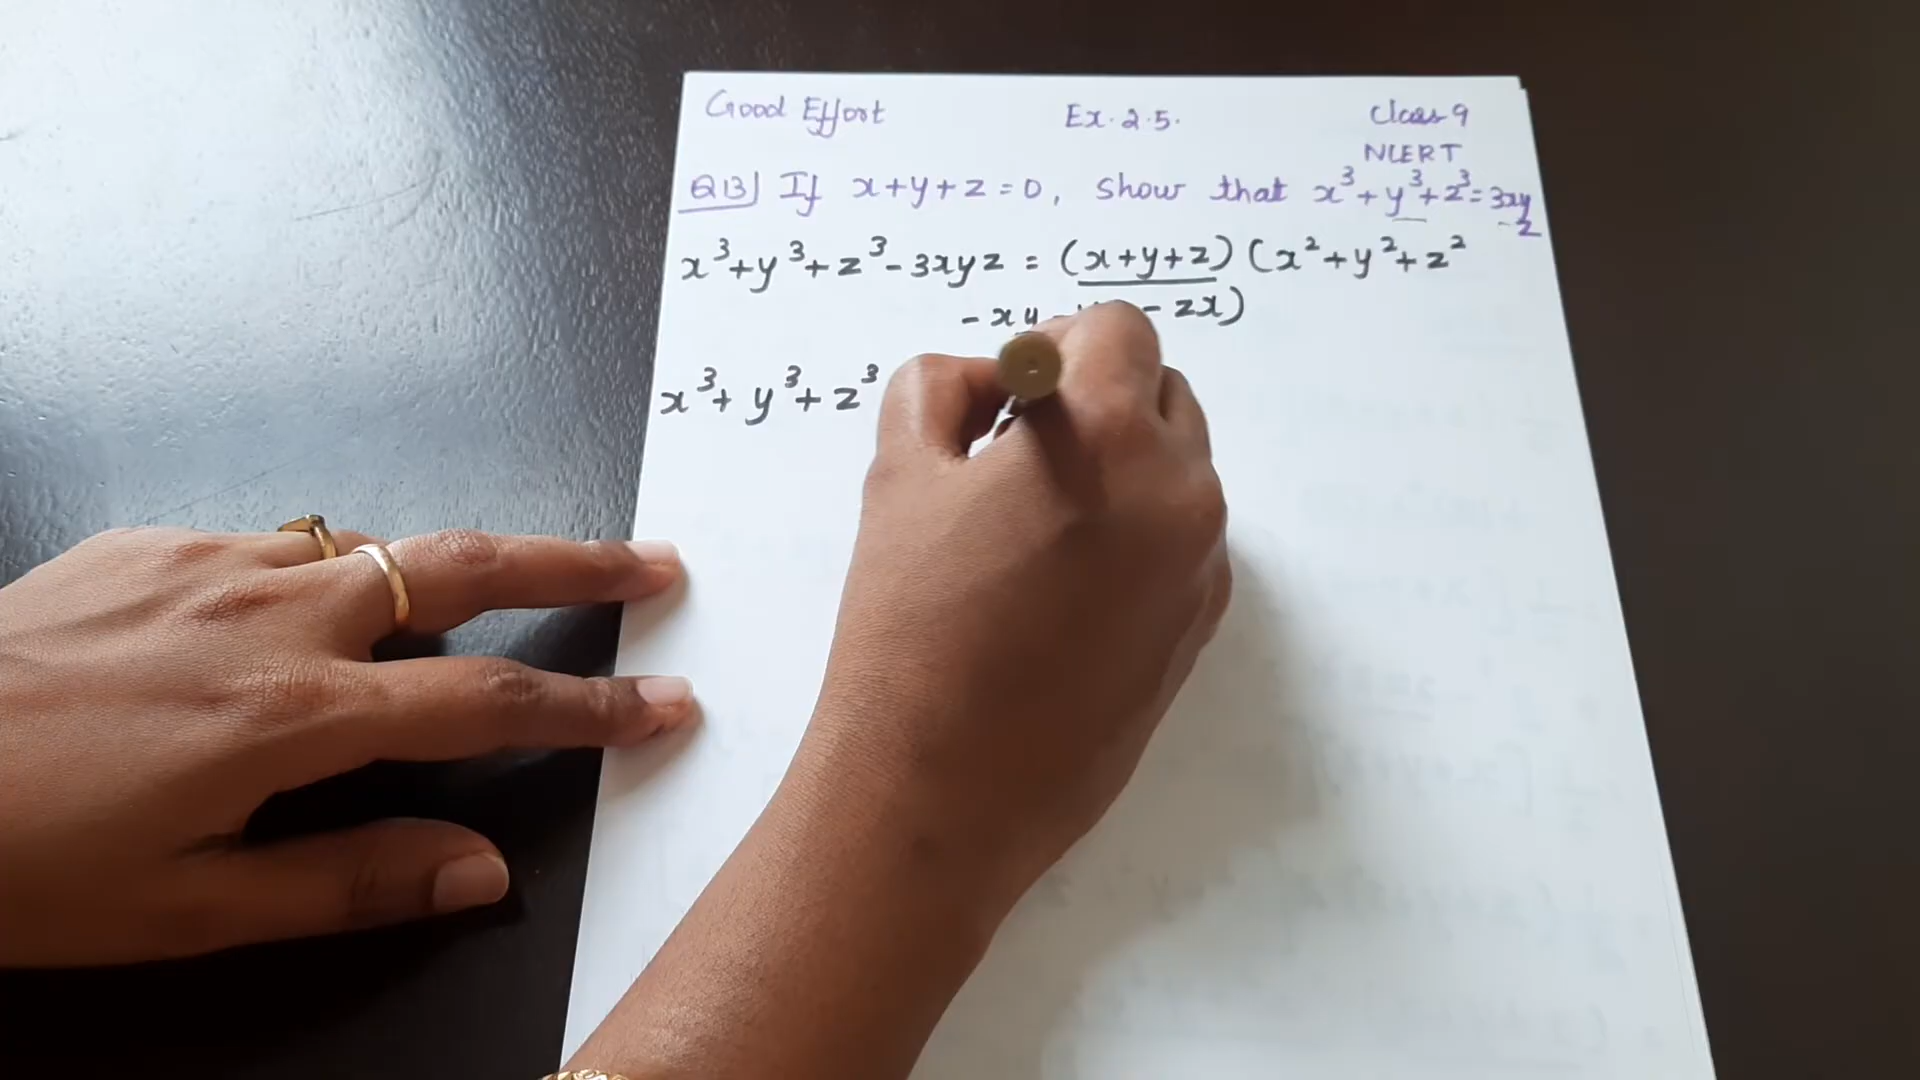 Good Effort Ex. 2.5. Class 9
NCERT
Q13) If x+y+z=0, show that x³+y³+z³=3xy
-z
x³+y³+z³-3xyz = (x+y+z)(x²+y²+z²
-xy - - zx)
x³+y³+z³